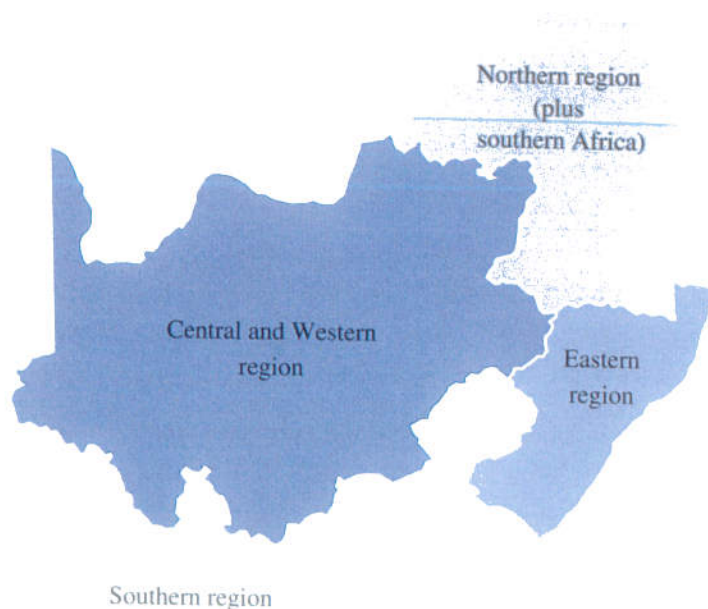 Northern region
(plus
southern Africa)
Central and Western
region
Eastern
region
Southern region